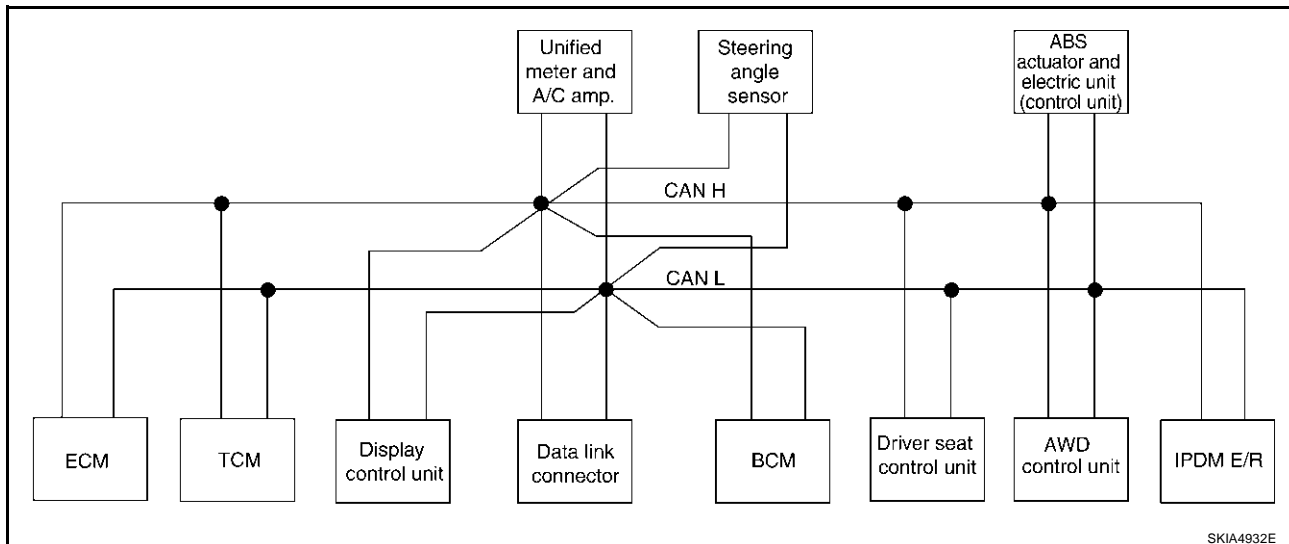 Unified
meter and
A/C amp.
Steering
angle
sensor
ABS
actuator and
electric unit
(control unit)
CAN H
CAN L
ECM
TCM
Display
control unit
Data link
connector
BCM
Driver seat
control unit
AWD
control unit
IPDM E/R
SKIA4932E